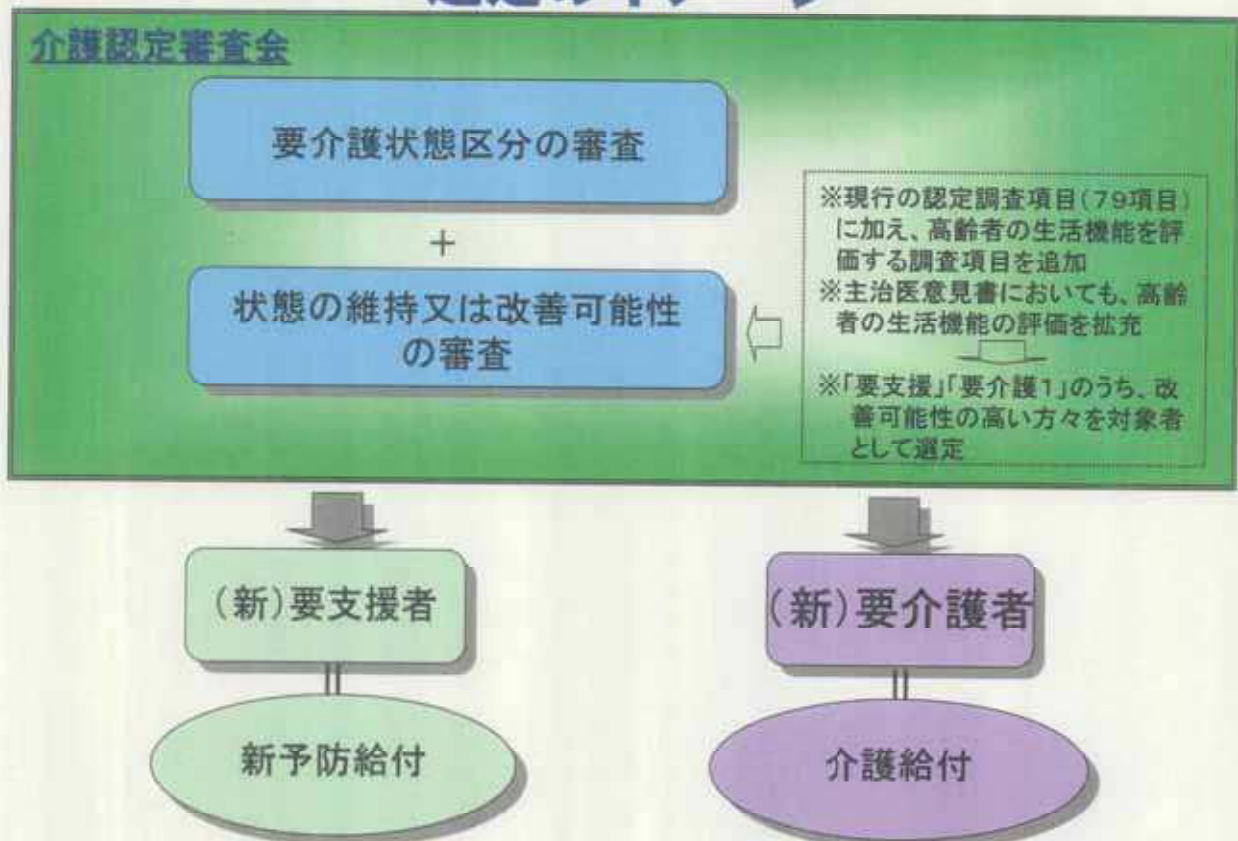 介護認定審査会
要介護状態区分の審査
+
状態の維持又は改善可能性
の審査
※現行の認定調査項目(79項目)
に加え、高齢者の生活機能を評
価する調査項目を追加
※主治医意見書においても、高齢
者の生活機能の評価を拡充
※「要支援」「要介護1」のうち、改
善可能性の高い方々を対象者
として選定
(新)要支援者
(新)要介護者
新予防給付
介護給付